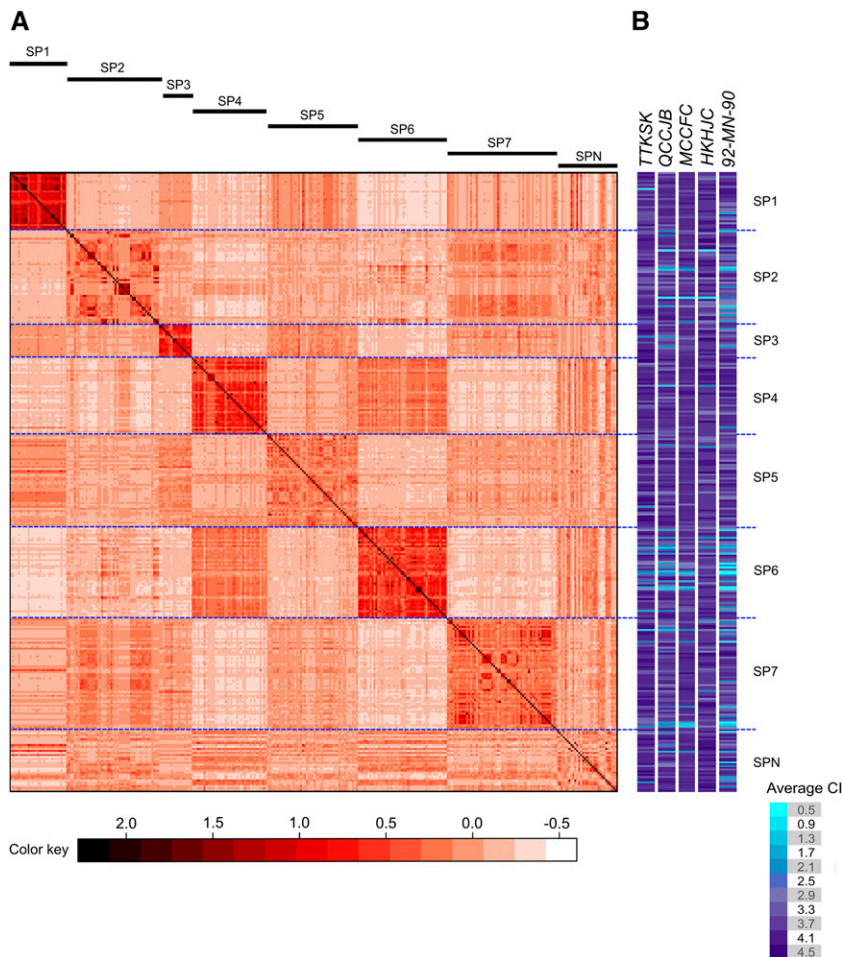 A
B
SP1
SP2
SP3
SP4
SP5
SP6
SP7
SPN
TTKSK
QCCJB
MCCFC
HKHJC
92-MN-90
SP1
SP2
SP3
SP4
SP5
SP6
SP7
SPN
Color key
2.0 1.5 1.0 0.5 0.0 -0.5
Average CI
0.5
0.9
1.3
1.7
2.1
2.5
2.9
3.3
3.7
4.1
4.5